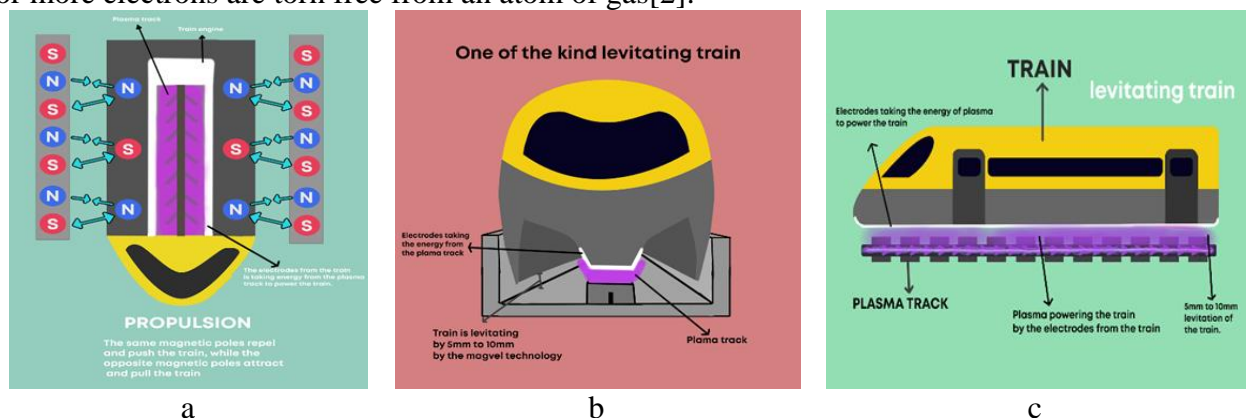 or more electrons are torn free from an atom of gas[2].
Plasma track
Train engine
S
N
S
N
S
N
S
N
S
N
N
S
N
S
N
S
N
S
N
S
The electrodes from the train
is taking energy from the plasma
track to power the train.
PROPULSION
The same magnetic poles repel
and push the train, while the
opposite magnetic poles attract
and pull the train
a
One of the kind levitating train
Electrodes taking
the energy from
the plama track
Train is levitating
by 5mm to 10mm
by the magvel technology
Plama track
b
TRAIN
levitating train
Electrodes taking the energy of plasma
to power the train
PLASMA TRACK
Plasma powering the train
by the electrodes from the train
5mm to 10mm
levitation of
the train.
c